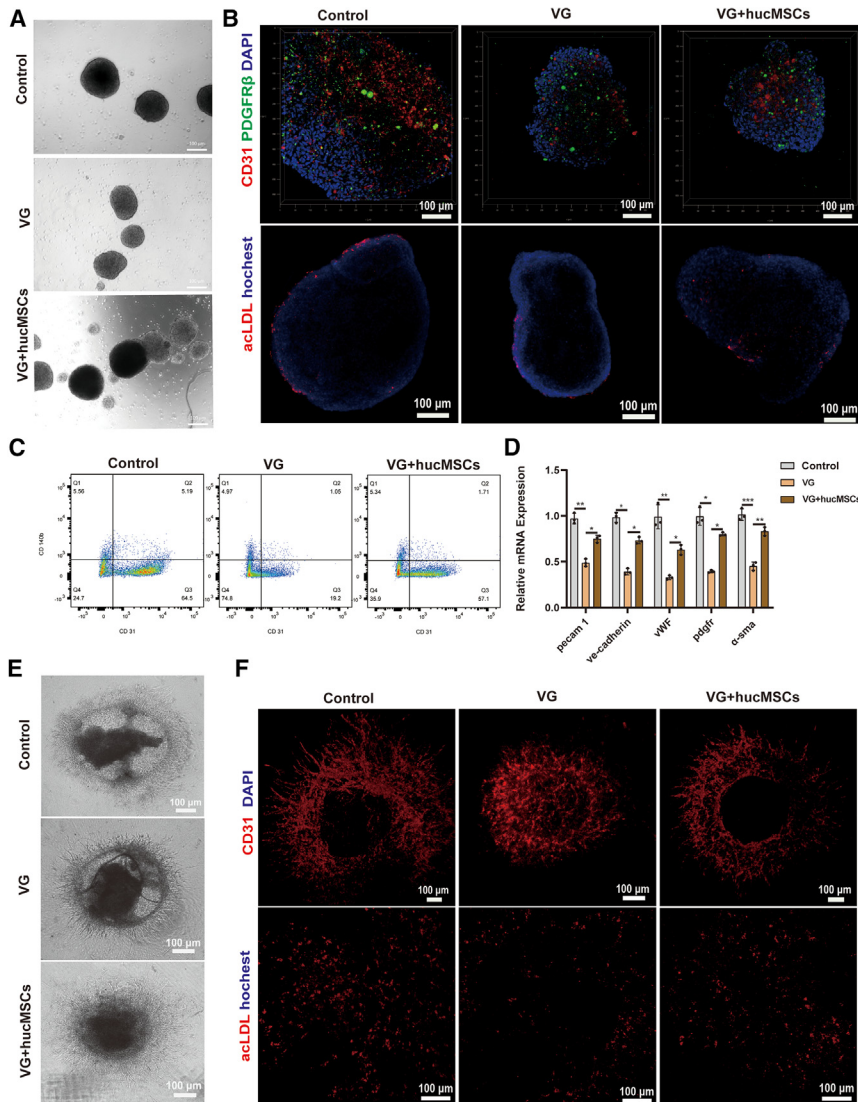 A
Control
VG
VG+hucMSCs
100 µm
B
Control
VG
VG+hucMSCs
CD31 PDGFRβ DAPI
100 µm
100 µm
100 µm
acLDL hochest
100 µm
100 µm
100 µm
C
Control
VG
VG+hucMSCs
Q1
5.56
Q2
5.19
Q4
24.7
Q3
64.5
Q1
4.97
Q2
1.05
Q4
74.8
Q3
19.2
Q1
5.34
Q2
1.71
Q4
35.9
Q3
57.1
CD 140b
CD 31
CD 31
CD 31
D
Relative mRNA Expression
1.5
1.0
0.5
0.0
Control
VG
VG+hucMSCs
** * * * ** * * * *** **
pecam 1
ve-cadherin
vWF
pdgfr
α-sma
E
Control
100 µm
VG
100 µm
VG+hucMSCs
100 µm
F
Control
VG
VG+hucMSCs
CD31 DAPI
100 µm
100 µm
100 µm
acLDL hochest
100 µm
100 µm
100 µm